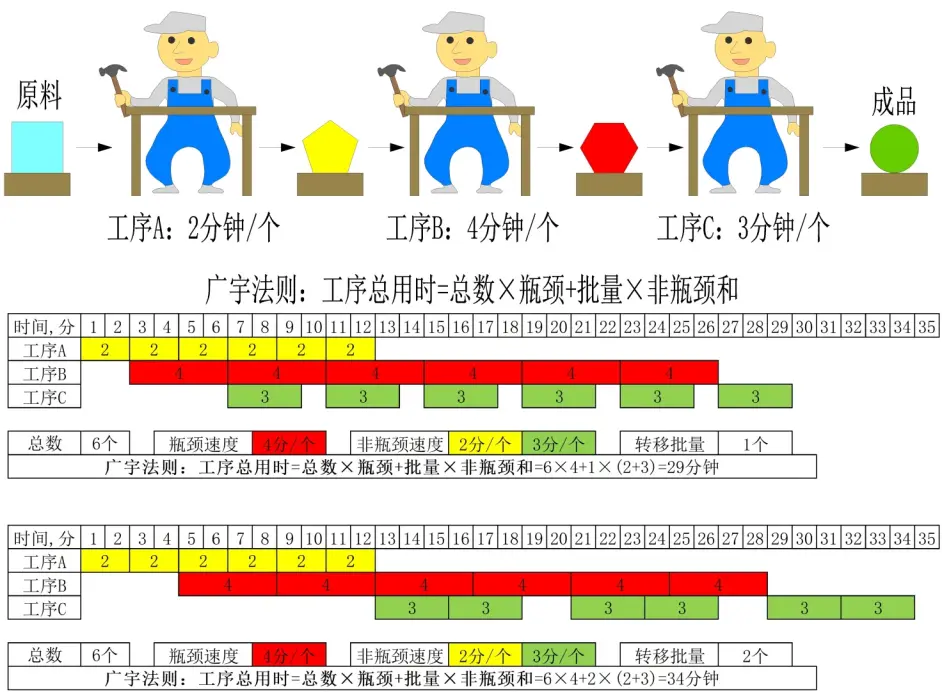 原料
成品
工序A：2分钟/个 工序B：4分钟/个 工序C：3分钟/个
广宇法则：工序总用时=总数×瓶颈+批量×非瓶颈和
时间,分 1 2 3 4 5 6 7 8 9 10 11 12 13 14 15 16 17 18 19 20 21 22 23 24 25 26 27 28 29 30 31 32 33 34 35
工序A 2 2 2 2 2 2
工序B 4 4 4 4 4 4
工序C 3 3 3 3 3 3
总数 6个 瓶颈速度 4分/个 非瓶颈速度 2分/个 3分/个 转移批量 1个
广宇法则：工序总用时=总数×瓶颈+批量×非瓶颈和=6×4+1×(2+3)=29分钟
时间,分 1 2 3 4 5 6 7 8 9 10 11 12 13 14 15 16 17 18 19 20 21 22 23 24 25 26 27 28 29 30 31 32 33 34 35
工序A 2 2 2 2 2 2
工序B 4 4 4 4 4 4
工序C 3 3 3 3 3 3
总数 6个 瓶颈速度 4分/个 非瓶颈速度 2分/个 3分/个 转移批量 2个
广宇法则：工序总用时=总数×瓶颈+批量×非瓶颈和=6×4+2×(2+3)=34分钟